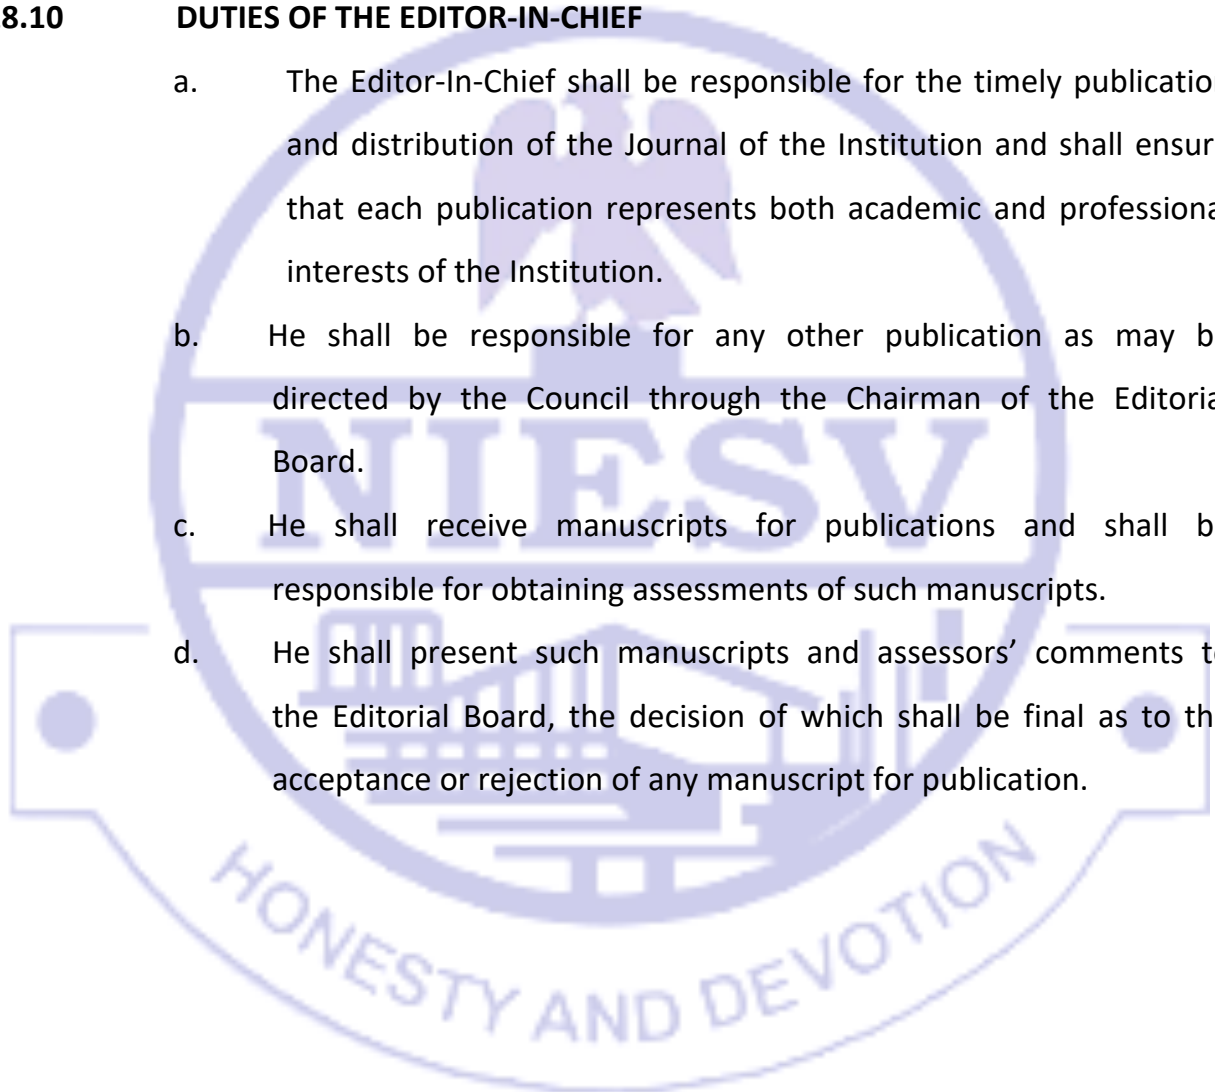 8.10 DUTIES OF THE EDITOR-IN-CHIEF
a. The Editor-In-Chief shall be responsible for the timely publication
and distribution of the Journal of the Institution and shall ensur
that each publication represents both academic and professiona
interests of the Institution.
b. He shall be responsible for any other publication as may b
directed by the Council through the Chairman of the Editoria
Board.
c. He shall receive manuscripts for publications and shall b
responsible for obtaining assessments of such manuscripts.
d. He shall present such manuscripts and assessors’ comments t
the Editorial Board, the decision of which shall be final as to th
acceptance or rejection of any manuscript for publication.
NIESV
HONESTY AND DEVOTION